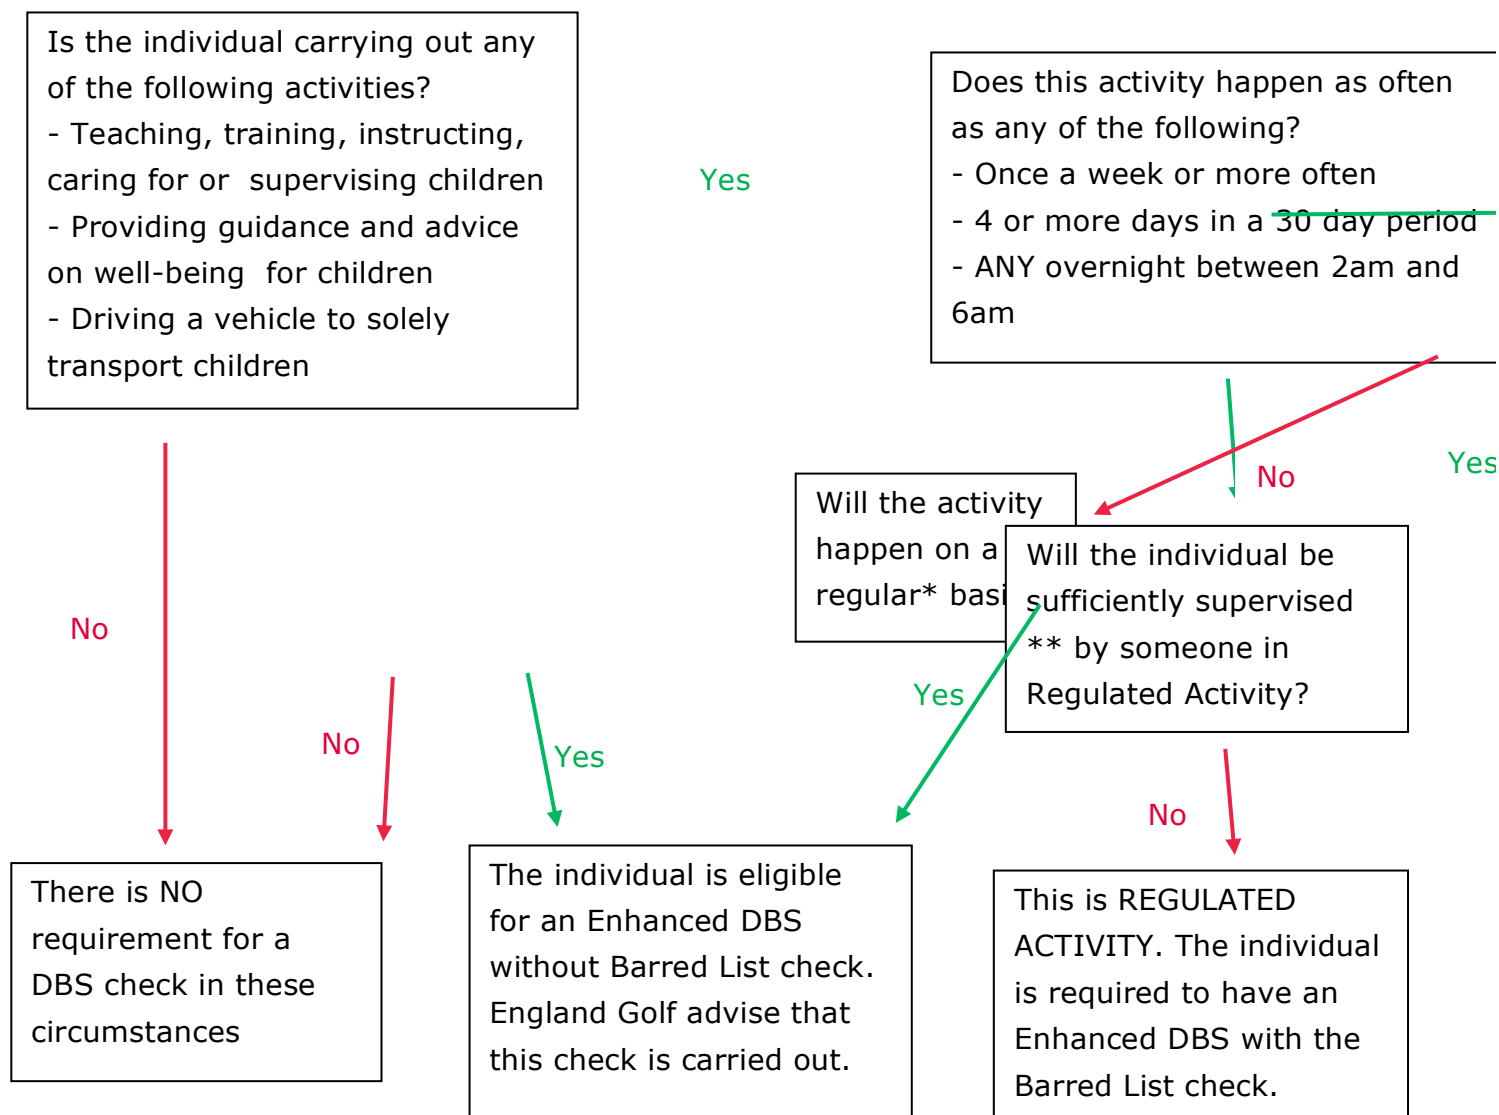 Is the individual carrying out any
of the following activities?
- Teaching, training, instructing,
caring for or  supervising children
- Providing guidance and advice
on well-being  for children
- Driving a vehicle to solely
transport children
Yes
Does this activity happen as often
as any of the following?
- Once a week or more often
- 4 or more days in a 30 day period
- ANY overnight between 2am and
6am
No
Yes
Will the activity
happen on a
regular* basi
Will the individual be
sufficiently supervised
** by someone in
Regulated Activity?
No
No
Yes
Yes
No
There is NO
requirement for a
DBS check in these
circumstances
The individual is eligible
for an Enhanced DBS
without Barred List check.
England Golf advise that
this check is carried out.
This is REGULATED
ACTIVITY. The individual
is required to have an
Enhanced DBS with the
Barred List check.